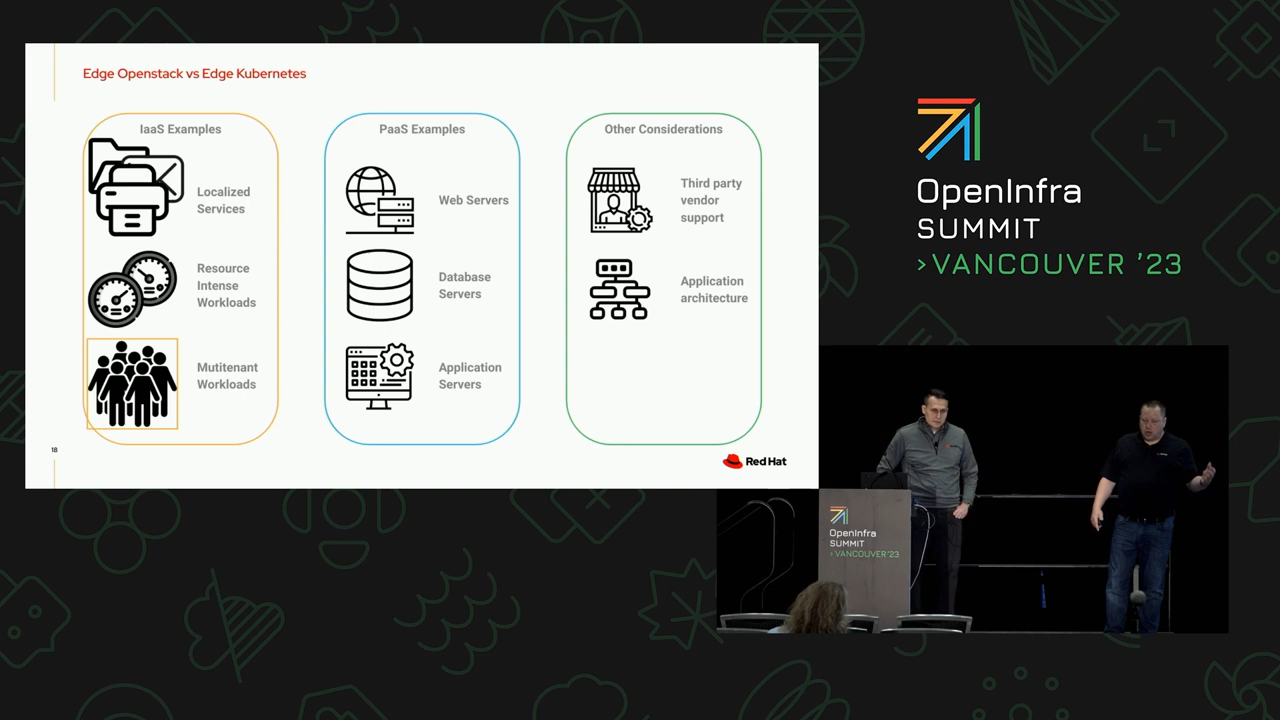 Edge Openstack vs Edge Kubernetes
IaaS Examples
Localized
Services
Resource
Intense
Workloads
Mutitenant
Workloads
PaaS Examples
Web Servers
Database
Servers
Application
Servers
Other Considerations
Third party
vendor
support
Application
architecture
18
Red Hat
OpenInfra
SUMMIT
>VANCOUVER '23
OpenInfra
SUMMIT
>VANCOUVER '23